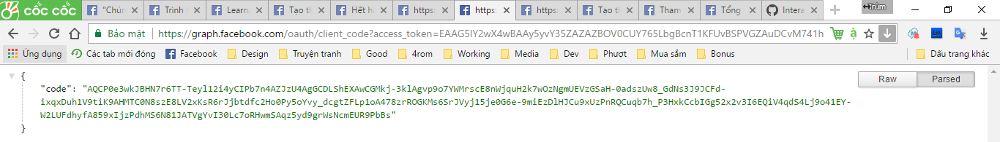 cốc cốc
"Chún
Trình
Learn
Tạo th
Hết h
https:
https:
https:
Tạo th
Tham
Tổng
Intera
Trùm
Bảo mật https://graph.facebook.com/oauth/client_code?access_token=EAAG5lY2wX4wBAAy5yvY35ZAZAZBOV0CUY765LbgBcnT1KFUvBSPVGZAuDCvM741h
Ứng dụng Các tab mới đóng Facebook Design Truyện tranh Good 4rom Working Media Dev Phượt Mua sắm Bonus Dấu trang khác
{
Raw Parsed
"code": "AQCP0e3wkJBHN7r6TT-Teyl12i4yCIPb7n4AZJzU4AgGCDLShEXAwCGMkj-3klAgvp9o7YWMrscE8nWjquH2k7wOzNgmUEVzGSaH-0adszUw8_GdNs3J9JCFd-
ixqxDuh1V9tiK9AHMTC0N8szE8LV2xKsR6rJjbtdfc2Ho0Py5oYvy_dcgtZFLp1oA478zrROGKMs6SrJVyj15je0G6e-9miEzDlHJCu9xUzPnRQCuqb7h_P3HxkCcbIGg52x2v3I6EQiV4qdS4Lj9o41EY-
W2LUFdhyfA859xIjzPdhMS6N81JATVgYvI30Lc7oRHwmSAqz5yd9grWsNcmEUR9PbBs"
}